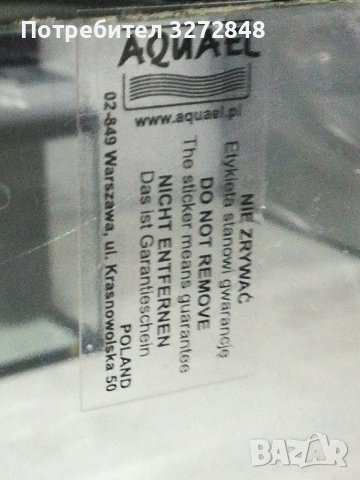 Потребител 3272848
AQUAEL
www.aquael.pl
NIE ZRYWAĆ
Etykieta stanowi gwarancję
DO NOT REMOVE
The sticker means guarantee
NICHT ENTFERNEN
Das ist Garantieschein
POLAND
02-849 Warszawa, ul. Krasnowolska 50
BAZAR